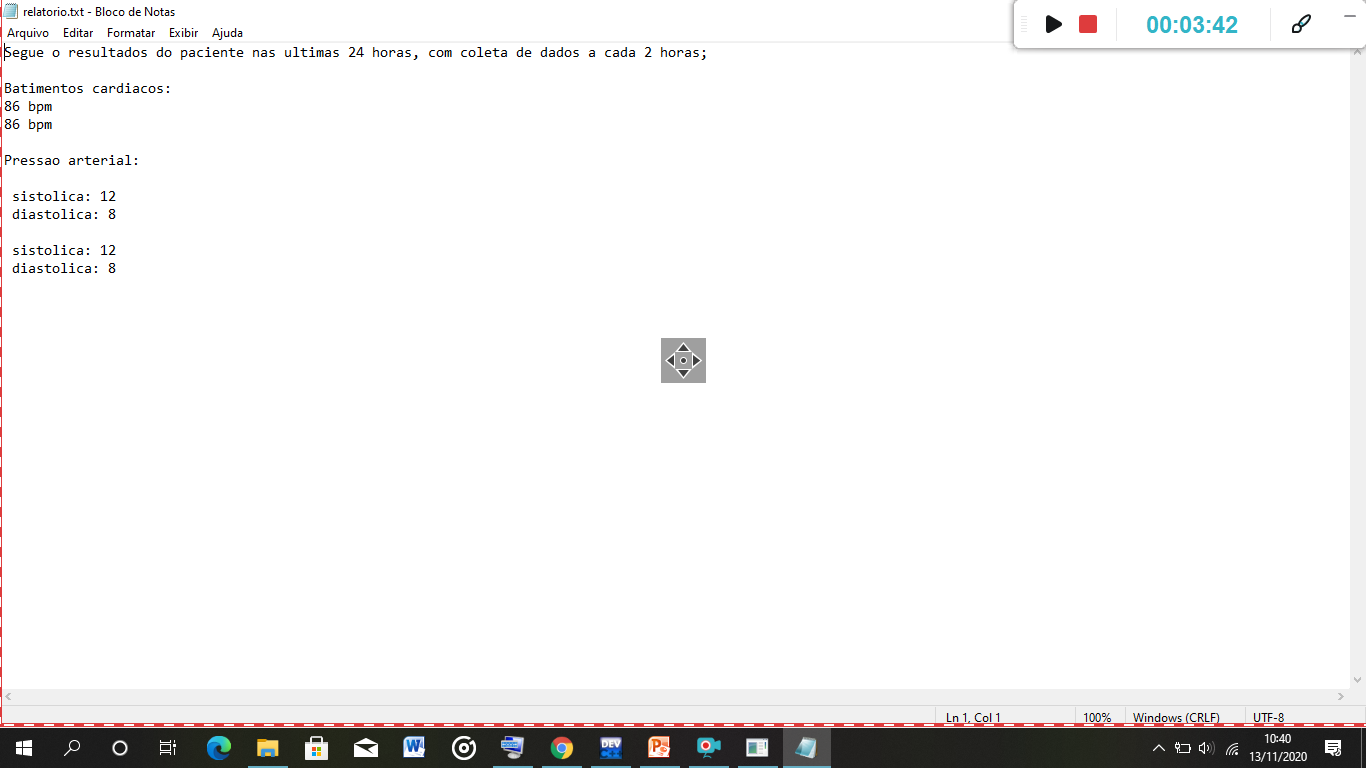 relatorio.txt - Bloco de Notas
Arquivo Editar Formatar Exibir Ajuda
00:03:42
Segue o resultados do paciente nas ultimas 24 horas, com coleta de dados a cada 2 horas;
Batimentos cardiacos:
86 bpm
86 bpm
Pressao arterial:
sistolica: 12
diastolica: 8
sistolica: 12
diastolica: 8
Ln 1, Col 1 100% Windows (CRLF) UTF-8
DEV
10:40
13/11/2020